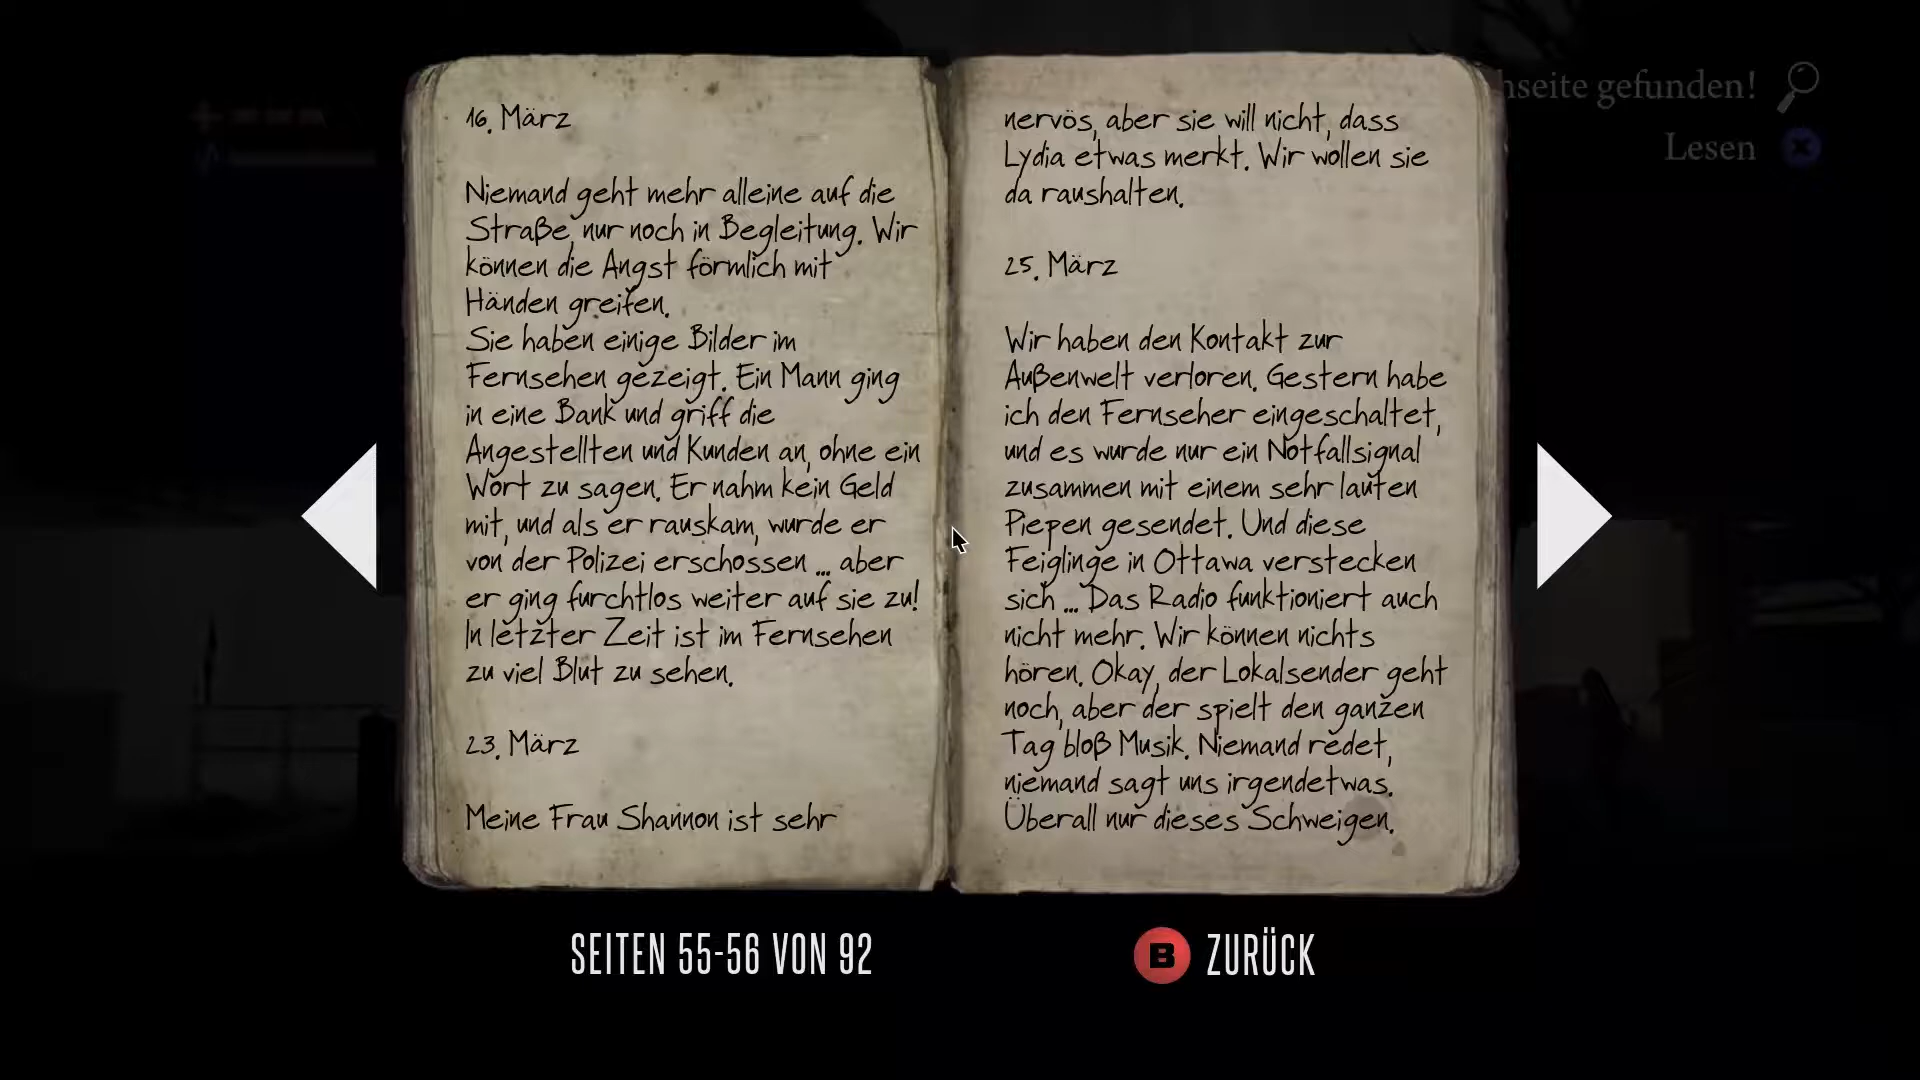 16. März
Niemand geht mehr alleine auf die
Straße, nur noch in Begleitung. Wir
können die Angst förmlich mit
Händen greifen.
Sie haben einige Bilder im
Fernsehen gezeigt. Ein Mann ging
in eine Bank und griff die
Angestellten und Kunden an, ohne ein
Wort zu sagen. Er nahm kein Geld
mit, und als er rauskam, wurde er
von der Polizei erschossen ... aber
er ging furchtlos weiter auf sie zu!
In letzter Zeit ist im Fernsehen
zu viel Blut zu sehen.
23. März
Meine Frau Shannon ist sehr
nervös, aber sie will nicht, dass
Lydia etwas merkt. Wir wollen sie
da raushalten.
25. März
Wir haben den Kontakt zur
Außenwelt verloren. Gestern habe
ich den Fernseher eingeschaltet,
und es wurde nur ein Notfallsignal
zusammen mit einem sehr lauten
Piepen gesendet. Und diese
Feiglinge in Ottawa verstecken
sich ... Das Radio funktioniert auch
nicht mehr. Wir können nichts
hören. Okay, der Lokalsender geht
noch, aber der spielt den ganzen
Tag bloß Musik. Niemand redet,
niemand sagt uns irgendetwas.
Überall nur dieses Schweigen.
hseite gefunden!
Lesen X
SEITEN 55-56 VON 92
B ZURÜCK